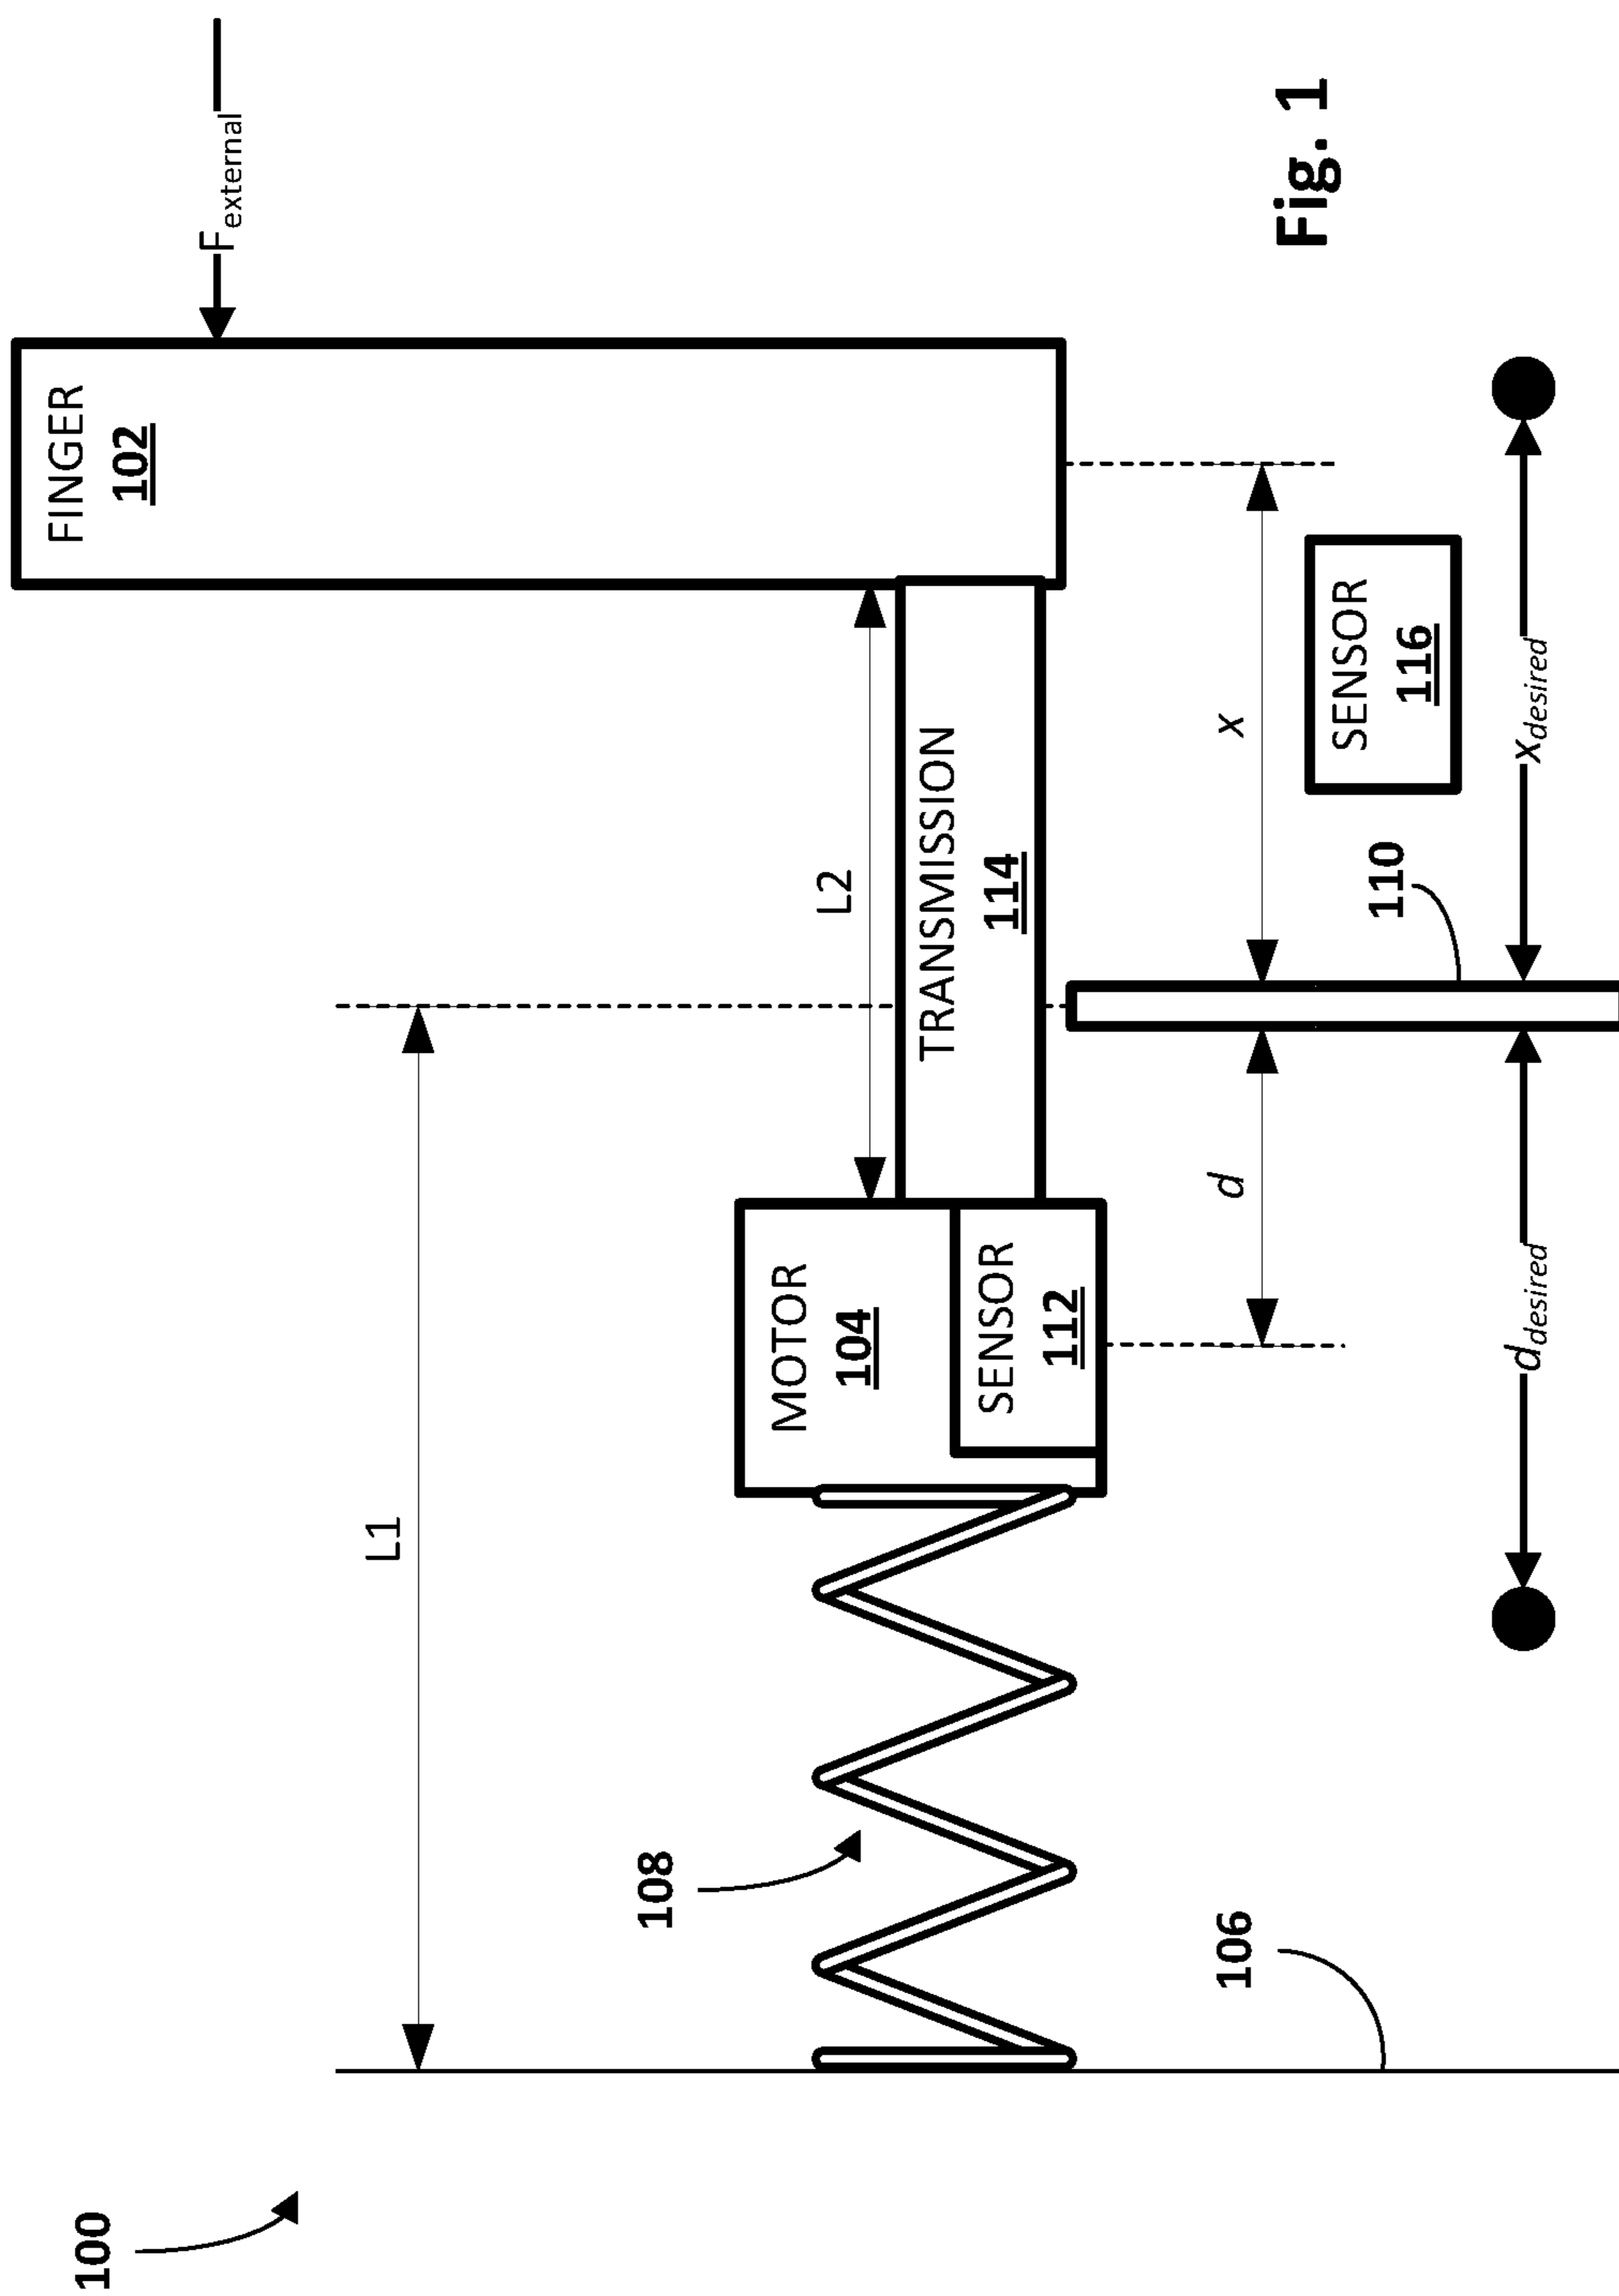 100
F_external
FINGER
102
L1
L2
MOTOR
104
TRANSMISSION
114
SENSOR
112
108
106
d
x
SENSOR
116
110
d_desired
x_desired
Fig. 1